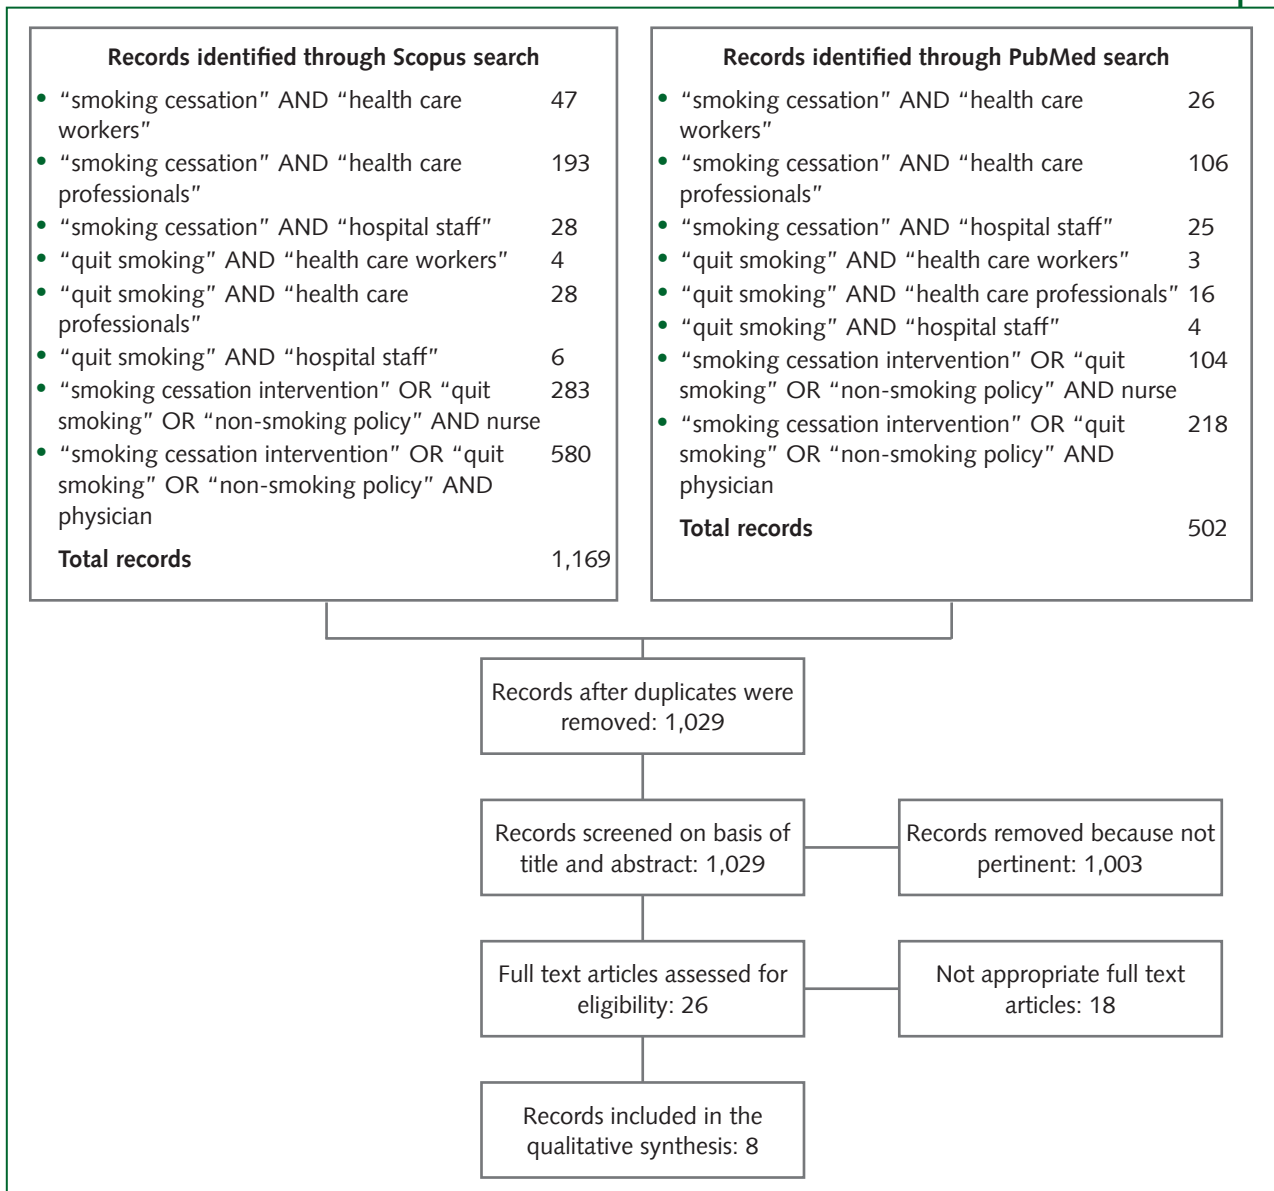 Records identified through Scopus search
• “smoking cessation” AND “health care 47
workers”
• “smoking cessation” AND “health care 193
professionals”
• “smoking cessation” AND “hospital staff” 28
• “quit smoking” AND “health care workers” 4
• “quit smoking” AND “health care 28
professionals”
• “quit smoking” AND “hospital staff” 6
• “smoking cessation intervention” OR “quit 283
smoking” OR “non-smoking policy” AND nurse
• “smoking cessation intervention” OR “quit 580
smoking” OR “non-smoking policy” AND
physician
Total records 1,169
Records identified through PubMed search
• “smoking cessation” AND “health care 26
workers”
• “smoking cessation” AND “health care 106
professionals”
• “smoking cessation” AND “hospital staff” 25
• “quit smoking” AND “health care workers” 3
• “quit smoking” AND “health care professionals” 16
• “quit smoking” AND “hospital staff” 4
• “smoking cessation intervention” OR “quit 104
smoking” OR “non-smoking policy” AND nurse
• “smoking cessation intervention” OR “quit 218
smoking” OR “non-smoking policy” AND
physician
Total records 502
Records after duplicates were
removed: 1,029
Records screened on basis of
title and abstract: 1,029
Records removed because not
pertinent: 1,003
Full text articles assessed for
eligibility: 26
Not appropriate full text
articles: 18
Records included in the
qualitative synthesis: 8